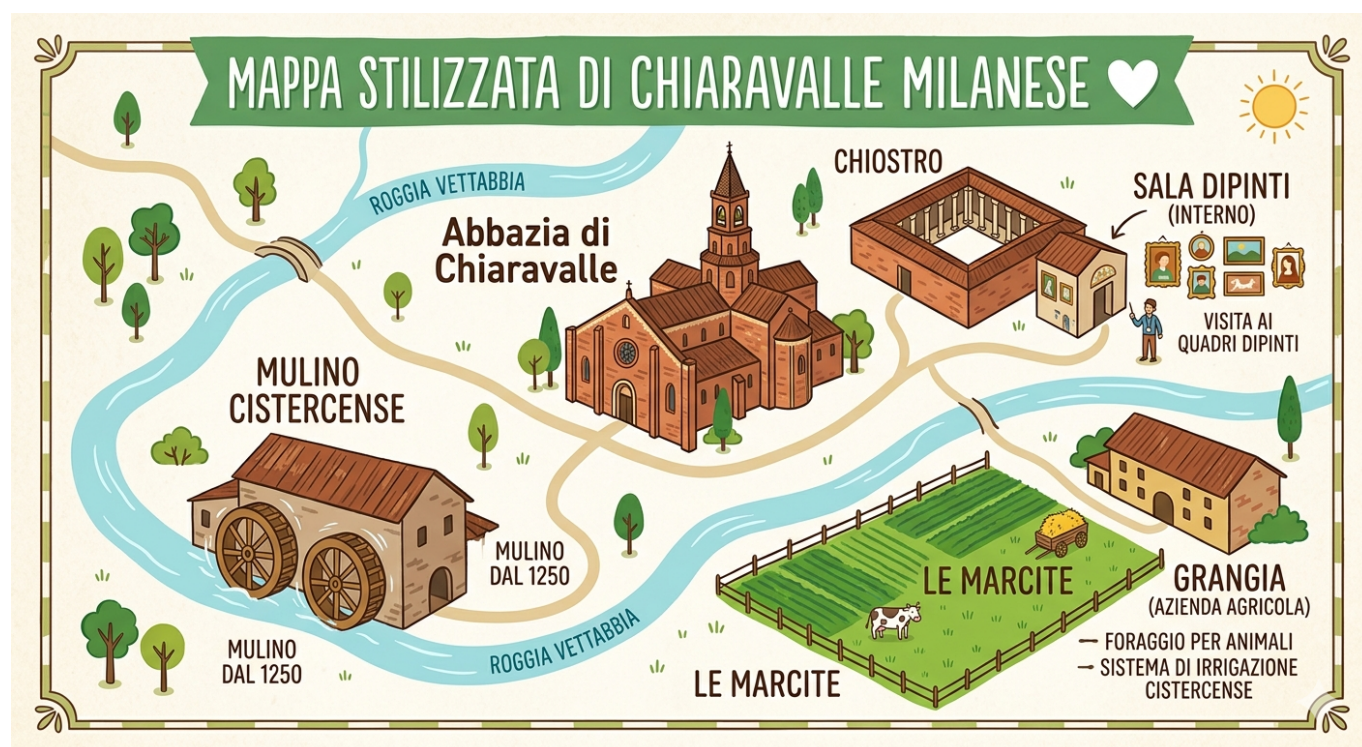 MAPPA STILIZZATA DI CHIARAVALLE MILANESE
ROGGIA VETTABBIA
CHIOSTRO
SALA DIPINTI
(INTERNO)
Abbazia di
Chiaravalle
VISITA AI
QUADRI DIPINTI
MULINO
CISTERCENSE
MULINO
DAL 1250
LE MARCITE
GRANGIA
(AZIENDA AGRICOLA)
MULINO
DAL 1250
ROGGIA VETTABBIA
LE MARCITE
– FORAGGIO PER ANIMALI
– SISTEMA DI IRRIGAZIONE
CISTERCENSE